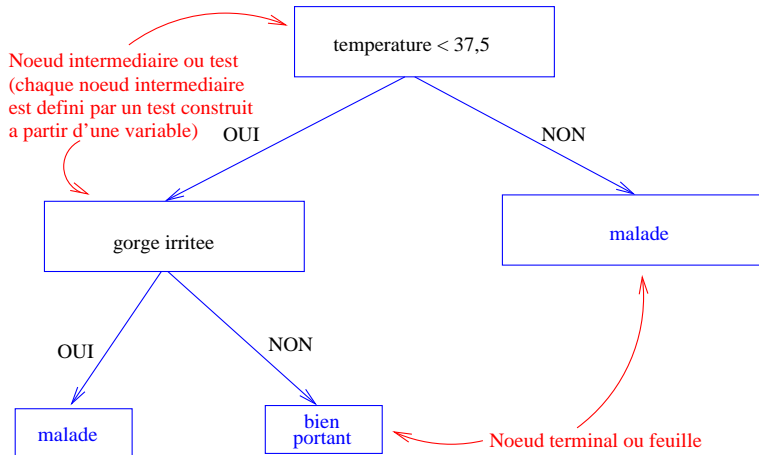 temperature < 37,5
Noeud intermediaire ou test
(chaque noeud intermediaire
est defini par un test construit
a partir d'une variable)
OUI
NON
gorge irritee
malade
OUI
NON
malade
bien
portant
Noeud terminal ou feuille